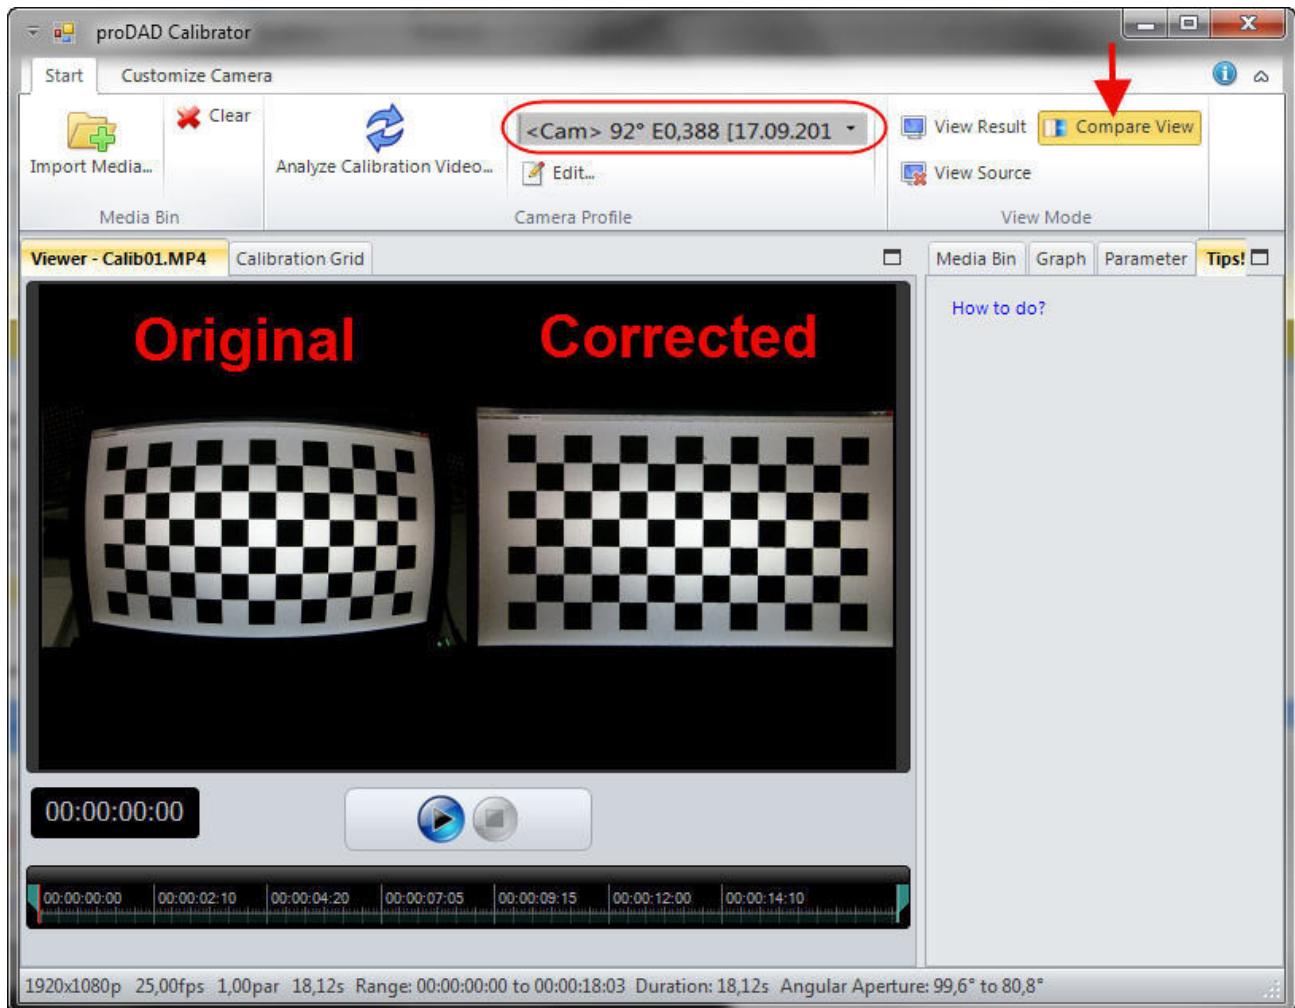 proDAD Calibrator
Start Customize Camera
Clear
<Cam> 92° E0,388 [17.09.201
View Result Compare View
Import Media... Analyze Calibration Video... Edit...
View Source
Media Bin Camera Profile View Mode
Viewer - Calib01.MP4 Calibration Grid Media Bin Graph Parameter Tips!
How to do?
Original Corrected
00:00:00:00
00:00:00:00 00:00:02:10 00:00:04:20 00:00:07:05 00:00:09:15 00:00:12:00 00:00:14:10
1920x1080p 25,00fps 1,00par 18,12s Range: 00:00:00:00 to 00:00:18:03 Duration: 18,12s Angular Aperture: 99,6° to 80,8°